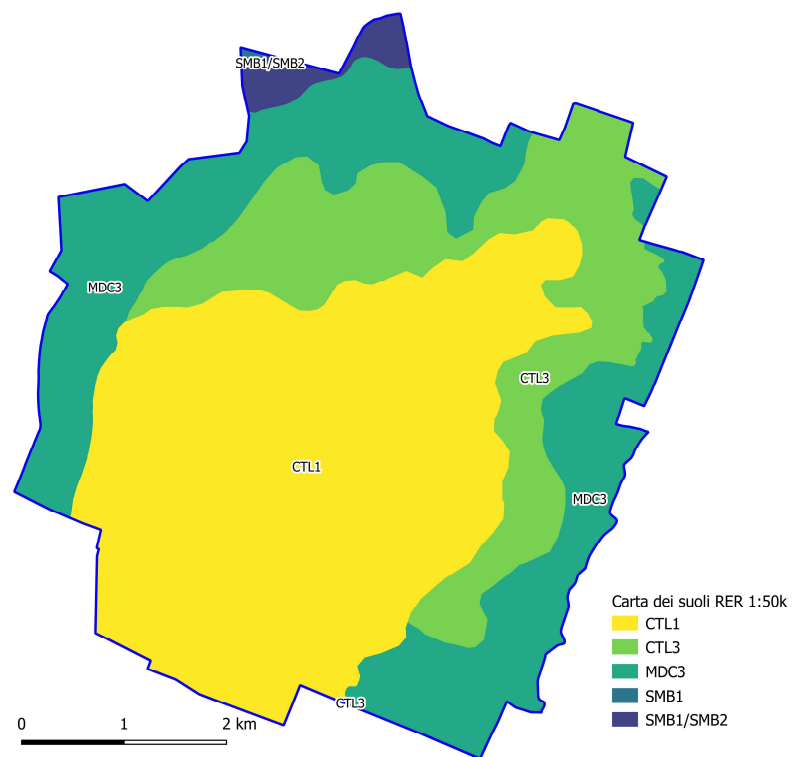 SMB1/SMB2
MDC3
CTL3
CTL1
MDC3
CTL3
Carta dei suoli RER 1:50k
CTL1
CTL3
MDC3
SMB1
SMB1/SMB2
0 1 2 km